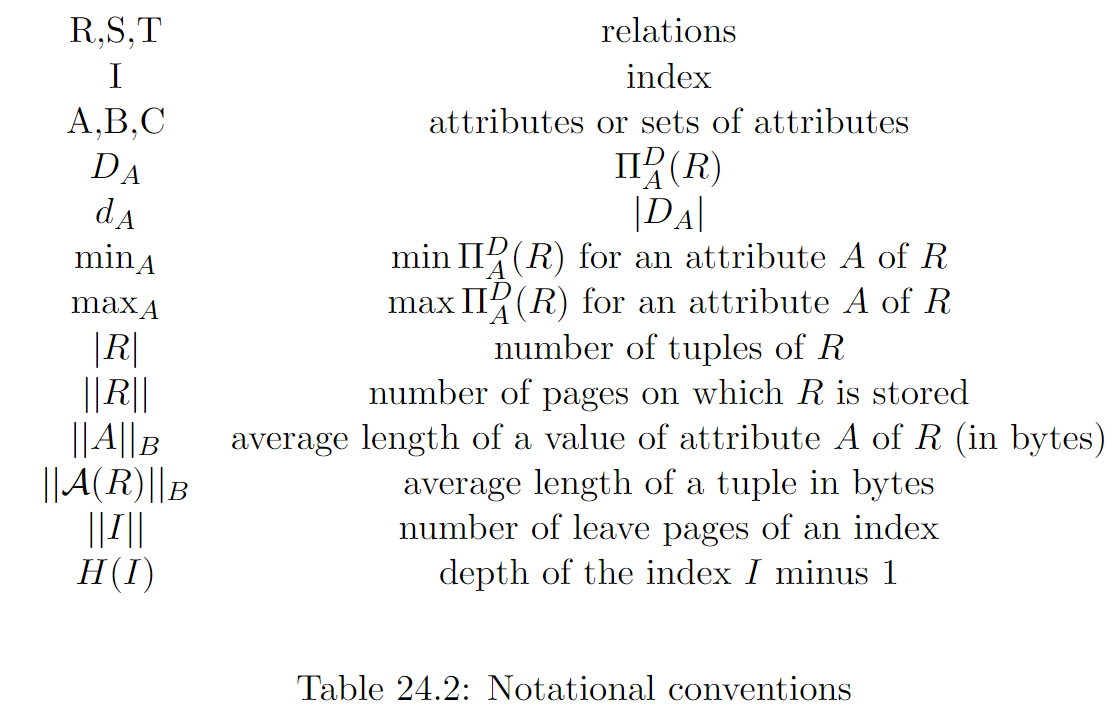 R,S,T relations
I index
A,B,C attributes or sets of attributes
$D_A$ $\Pi_A^D(R)$
$d_A$ $|D_A|$
$\min_A$ $\min \Pi_A^D(R)$ for an attribute $A$ of $R$
$\max_A$ $\max \Pi_A^D(R)$ for an attribute $A$ of $R$
$|R|$ number of tuples of $R$
$||R||$ number of pages on which $R$ is stored
$||A||_B$ average length of a value of attribute $A$ of $R$ (in bytes)
$||\mathcal{A}(R)||_B$ average length of a tuple in bytes
$||I||$ number of leave pages of an index
$H(I)$ depth of the index $I$ minus 1
Table 24.2: Notational conventions